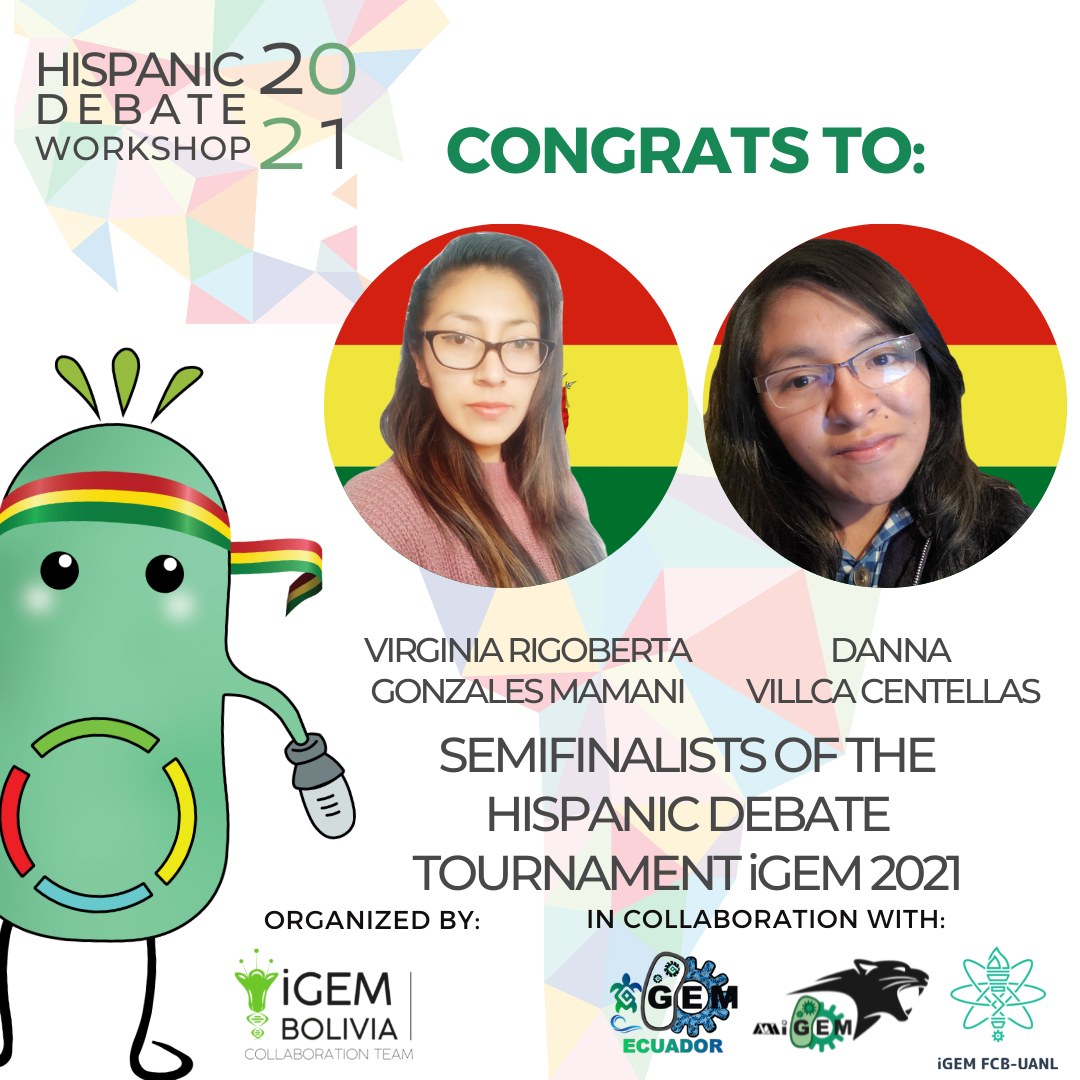 HISPANIC 20
DEBATE
WORKSHOP 21
CONGRATS TO:
VIRGINIA RIGOBERTA
GONZALES MAMANI
DANNA
VILLCA CENTELLAS
SEMIFINALISTS OF THE
HISPANIC DEBATE
TOURNAMENT iGEM 2021
ORGANIZED BY:
IN COLLABORATION WITH:
iGEM
BOLIVIA
COLLABORATION TEAM
iGEM
ECUADOR
AMiGEM
iGEM FCB-UANL